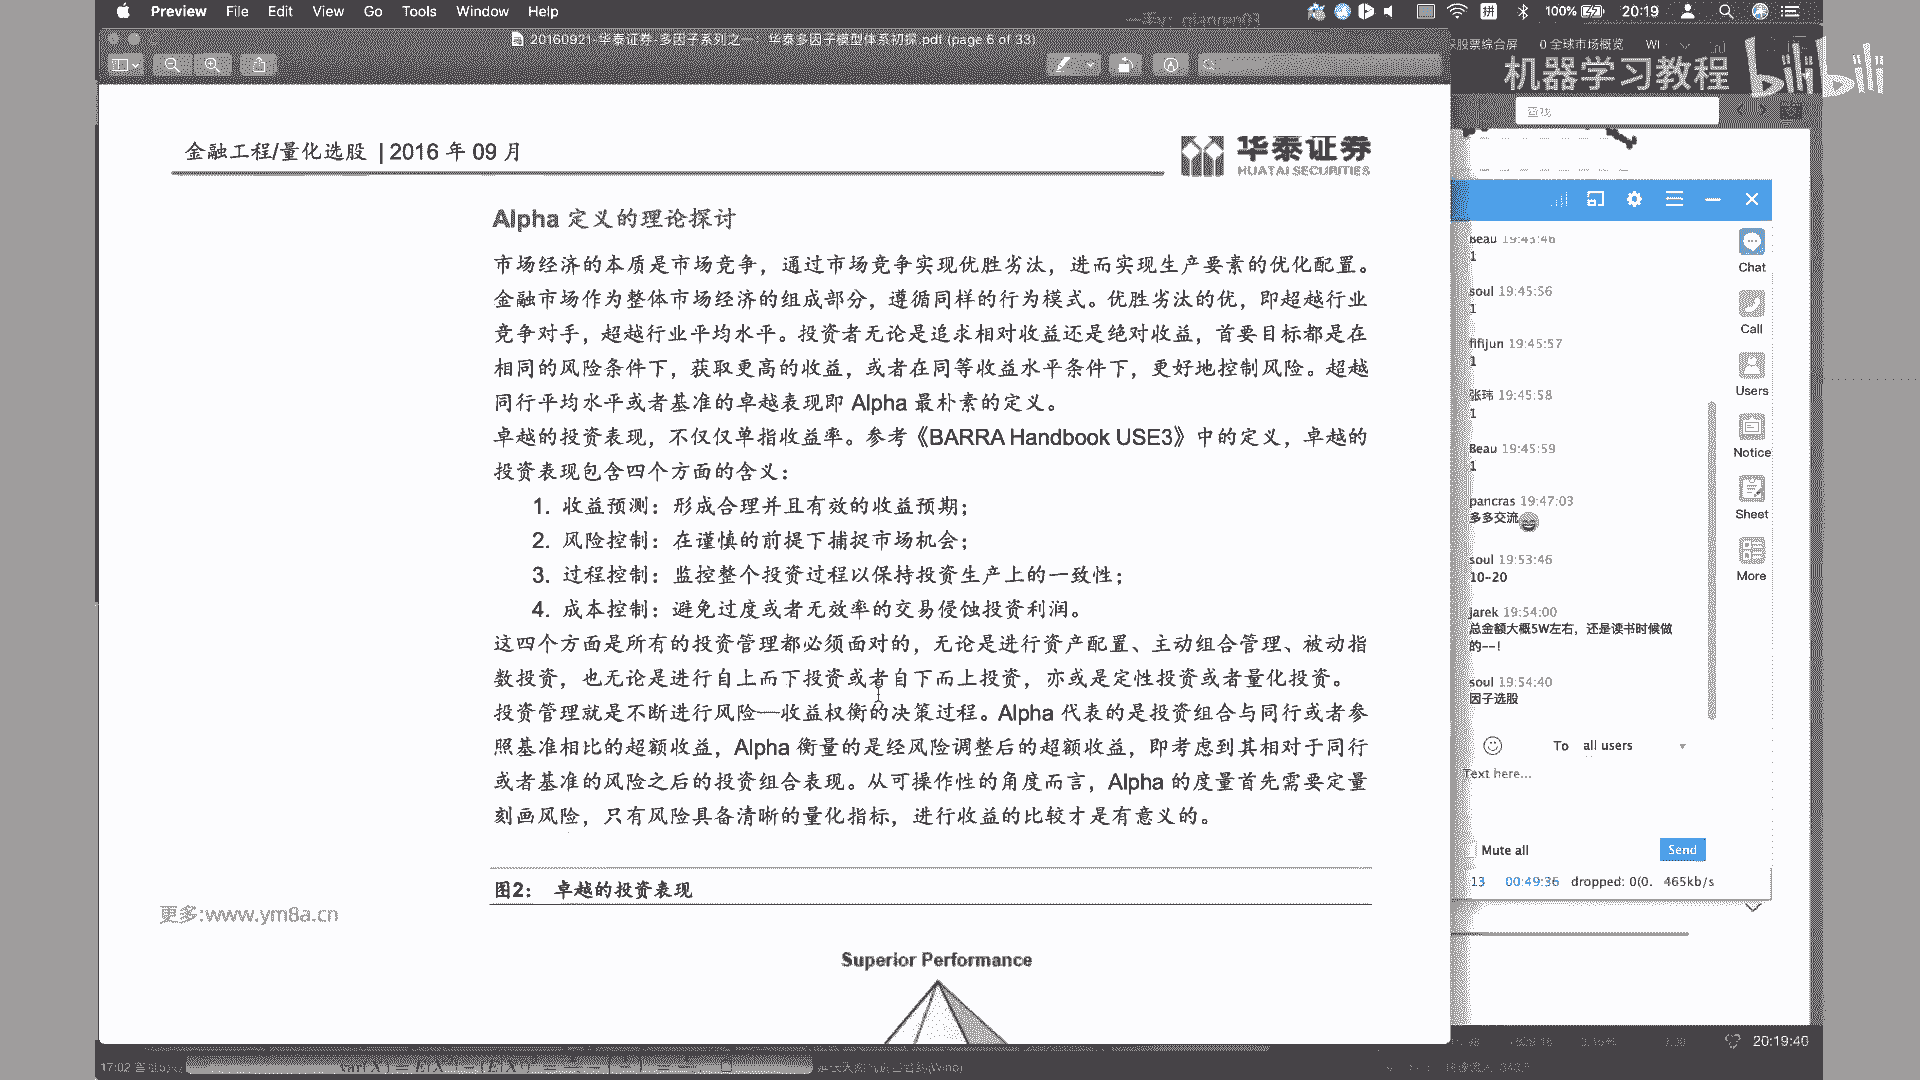 Preview File Edit View Go Tools Window Help
100% 20:19
20160921-华泰证券-多因子系列之一：华泰多因子模型体系初探.pdf (page 6 of 33)
股票综合屏 0 全球市场概览 WI
机器学习教程 bilibili
查找
金融工程/量化选股 | 2016 年 09 月
华泰证券
HUATAI SECURITIES
Alpha 定义的理论探讨
市场经济的本质是市场竞争，通过市场竞争实现优胜劣汰，进而实现生产要素的优化配置。
金融市场作为整体市场经济的组成部分，遵循同样的行为模式。优胜劣汰的优，即超越行业
竞争对手，超越行业平均水平。投资者无论是追求相对收益还是绝对收益，首要目标都是在
相同的风险条件下，获取更高的收益，或者在同等收益水平条件下，更好地控制风险。超越
同行平均水平或者基准的卓越表现即 Alpha 最朴素的定义。
卓越的投资表现，不仅仅单指收益率。参考《BARRA Handbook USE3》中的定义，卓越的
投资表现包含四个方面的含义：
1. 收益预测：形成合理并且有效的收益预期；
2. 风险控制：在谨慎的前提下捕捉市场机会；
3. 过程控制：监控整个投资过程以保持投资生产上的一致性；
4. 成本控制：避免过度或者无效率的交易侵蚀投资利润。
这四个方面是所有的投资管理都必须面对的，无论是进行资产配置、主动组合管理、被动指
数投资，也无论是进行自上而下投资或者自下而上投资，亦或是定性投资或者量化投资。
投资管理就是不断进行风险—收益权衡的决策过程。Alpha 代表的是投资组合与同行或者参
照基准相比的超额收益，Alpha 衡量的是经风险调整后的超额收益，即考虑到其相对于同行
或者基准的风险之后的投资组合表现。从可操作性的角度而言，Alpha 的度量首先需要定量
刻画风险，只有风险具备清晰的量化指标，进行收益的比较才是有意义的。
图2： 卓越的投资表现
Superior Performance
更多:www.ym8a.cn
Beau 19:45:46
1
soul 19:45:56
1
fifijun 19:45:57
1
张玮 19:45:58
1
Beau 19:45:59
1
pancras 19:47:03
多多交流
soul 19:53:46
10-20
jarek 19:54:00
总金额大概5W左右，还是读书时候做
的--!
soul 19:54:40
因子选股
Chat
Call
Users
Notice
Sheet
More
To all users
Text here...
Mute all
Send
13 00:49:36 dropped: 0(0. 465kb/s
20:19:40
17:02